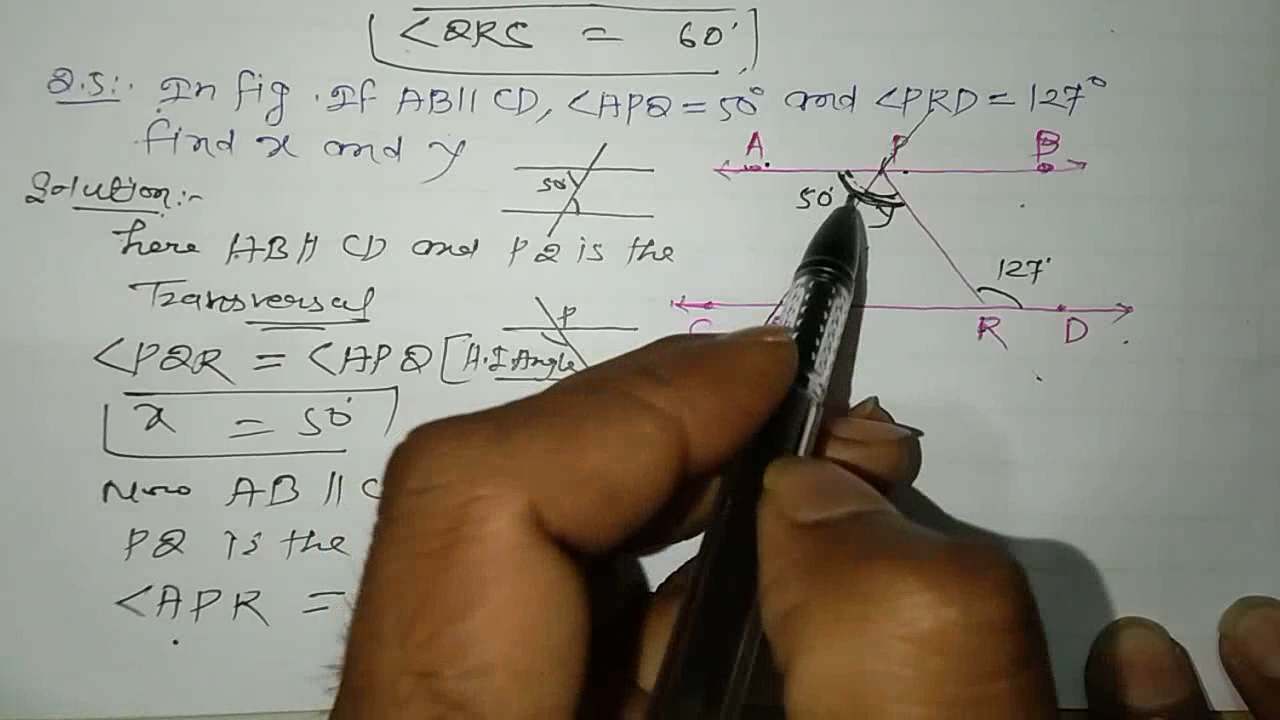 <QRS = 60°
Q.5:- In fig. If AB || CD, <APQ = 50° and <PRD = 127°
find x and y
Solution:-
here AB || CD and PQ is the
Transversal
<PQR = <APQ [A.I Angle
x = 50°
Now AB || C
PQ is the
<APR =
50°
P
A
P
B
50°
y
127°
R
D